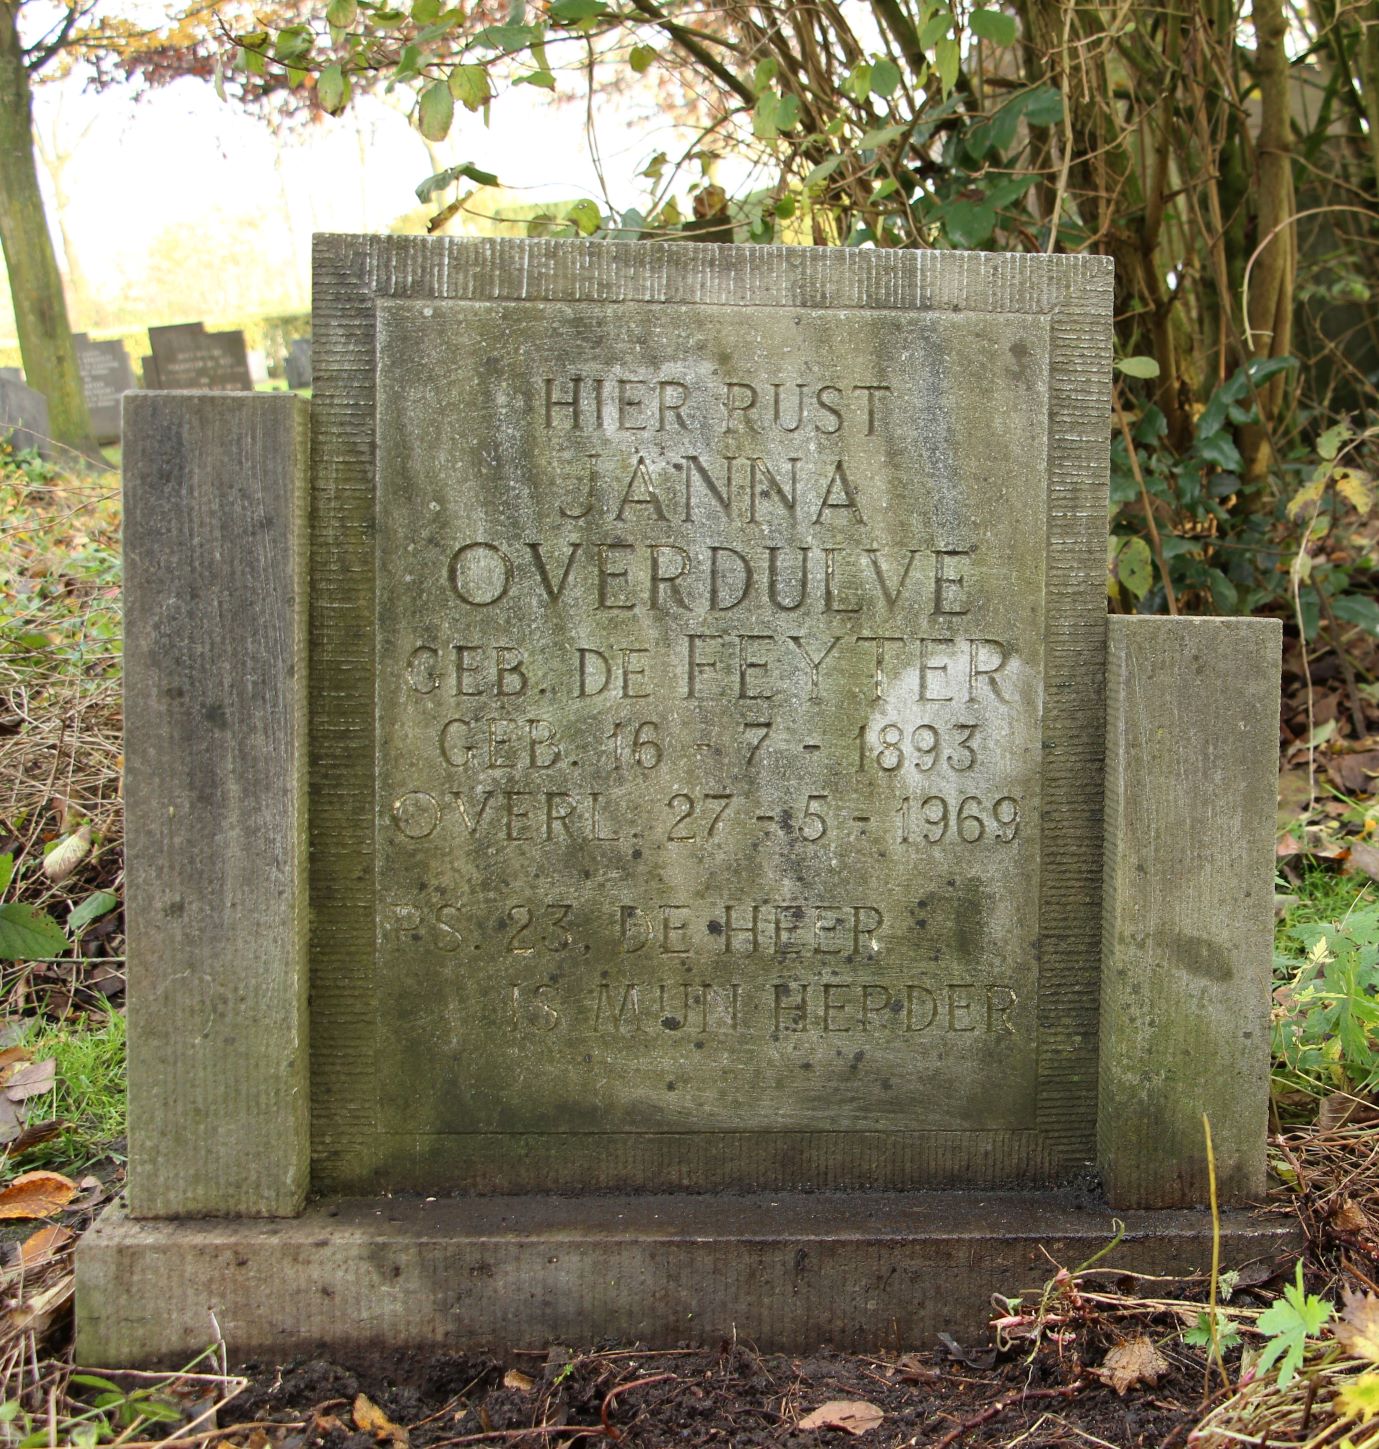 HIER RUST
JANNA
OVERDULVE
GEB. DE FEYTER
GEB. 16 - 7 - 1893
OVERL. 27 - 5 - 1969
PS. 23. DE HEER
IS MIJN HERDER